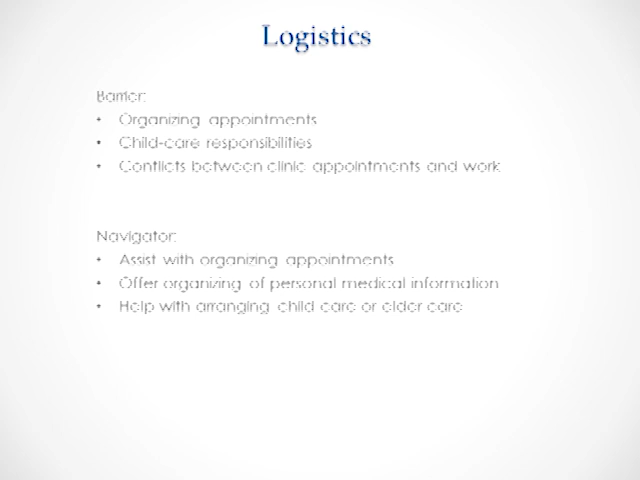 Logistics
Barrier:
• Organizing appointments
• Child-care responsibilities
• Conflicts between clinic appointments and work
Navigator:
• Assist with organizing appointments
• Offer organizing of personal medical information
• Help with arranging child care or elder care